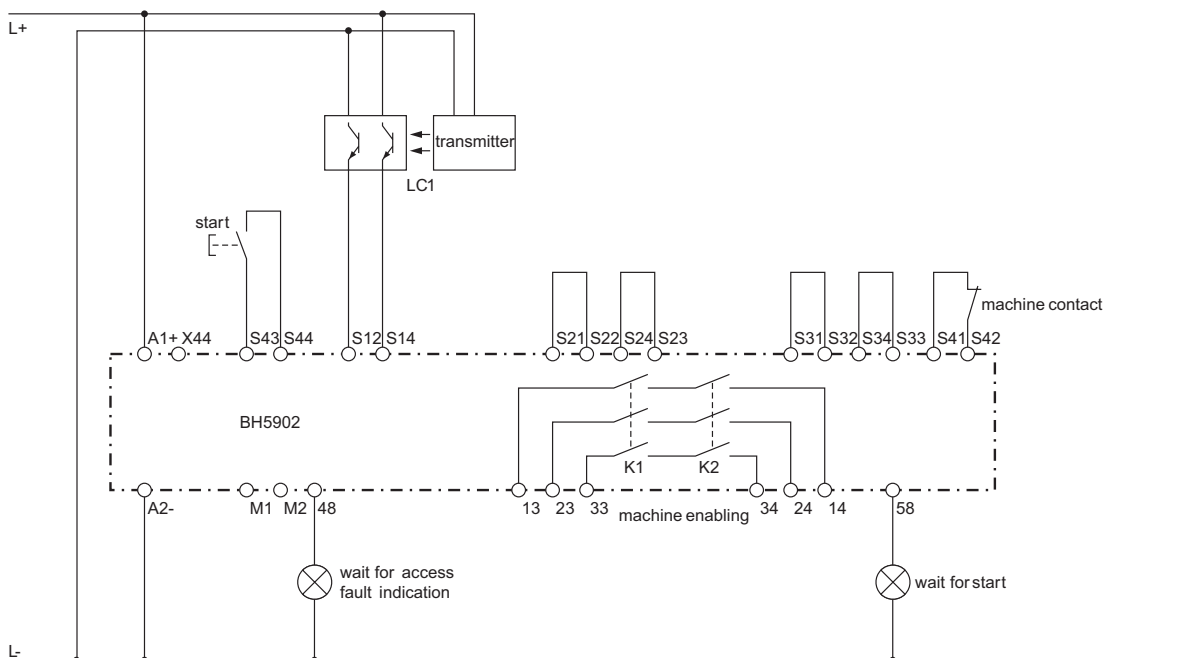 L+
transmitter
LC1
start
machine contact
A1+ X44 S43 S44 S12 S14 S21 S22 S24 S23 S31 S32 S34 S33 S41 S42
BH5902
K1 K2
A2- M1 M2 48 13 23 33 machine enabling 34 24 14 58
wait for access
fault indication
wait for start
L-